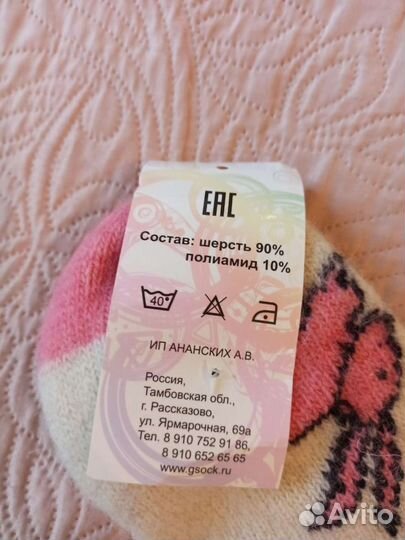 EAC
Состав: шерсть 90%
полиамид 10%
40°
ИП АНАНСКИХ А.В.
Россия,
Тамбовская обл.,
г. Рассказово,
ул. Ярмарочная, 69а
Тел. 8 910 752 91 86,
8 910 652 65 65
www.gsock.ru
Avito